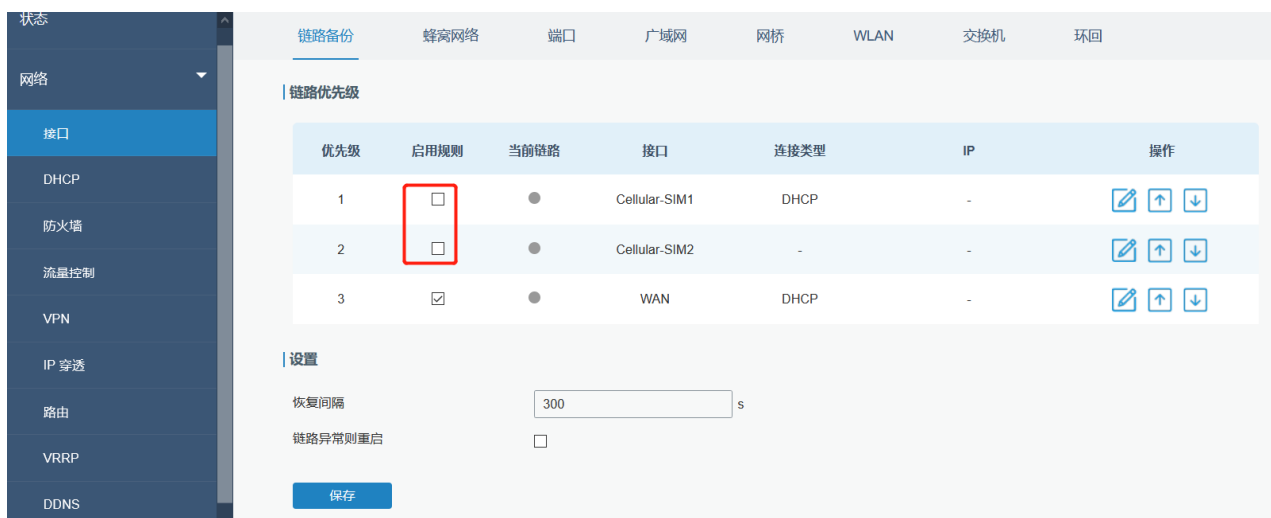 状态
网络
接口
DHCP
防火墙
流量控制
VPN
IP 穿透
路由
VRRP
DDNS
链路备份 蜂窝网络 端口 广域网 网桥 WLAN 交换机 环回
链路优先级
优先级 启用规则 当前链路 接口 连接类型 IP 操作
1 Cellular-SIM1 DHCP -
2 Cellular-SIM2 - -
3 WAN DHCP -
设置
恢复间隔 300 s
链路异常则重启
保存